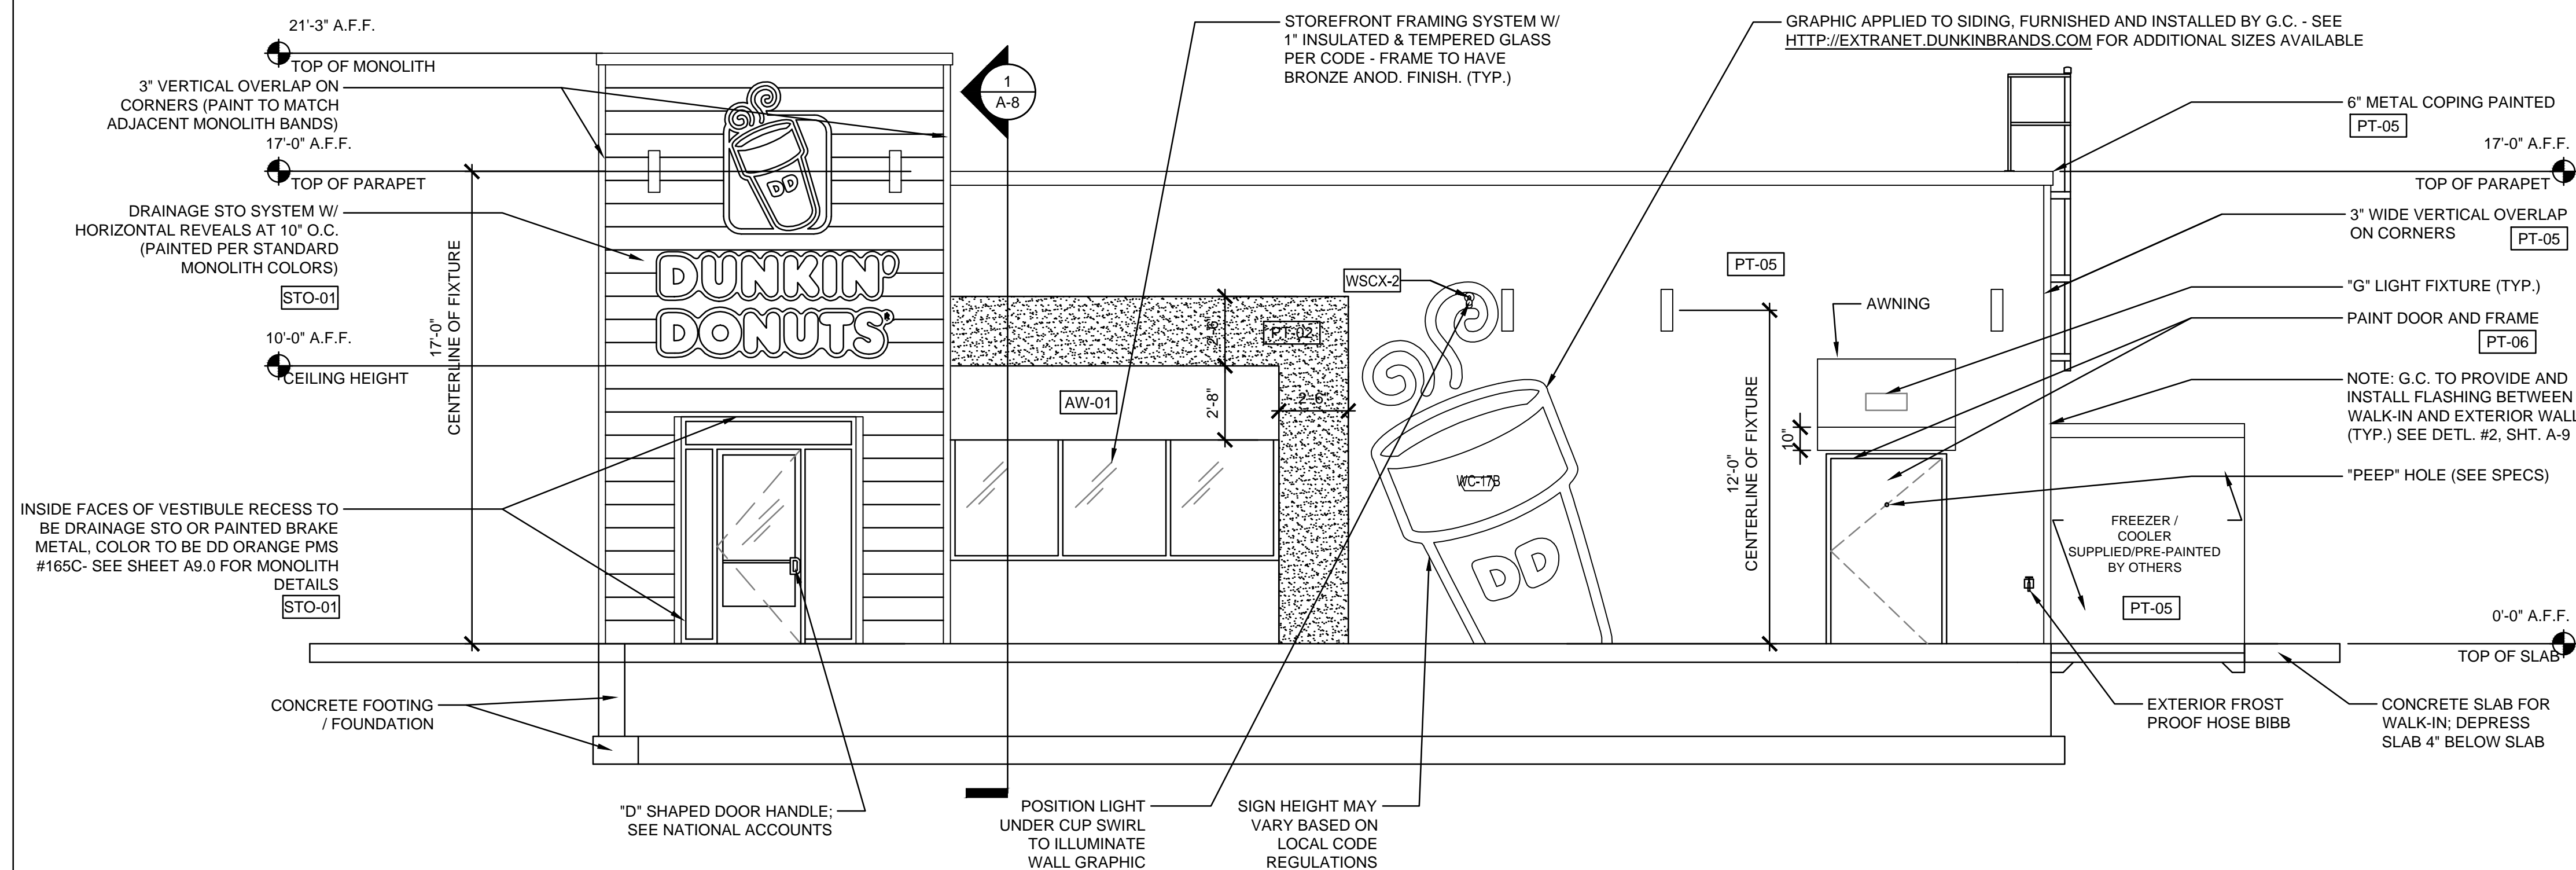 21'-3" A.F.F.
TOP OF MONOLITH
3" VERTICAL OVERLAP ON
CORNERS (PAINT TO MATCH
ADJACENT MONOLITH BANDS)
17'-0" A.F.F.
TOP OF PARAPET
DRAINAGE STO SYSTEM W/
HORIZONTAL REVEALS AT 10" O.C.
(PAINTED PER STANDARD
MONOLITH COLORS)
STO-01
10'-0" A.F.F.
CEILING HEIGHT
17'-0"
CENTERLINE OF FIXTURE
INSIDE FACES OF VESTIBULE RECESS TO
BE DRAINAGE STO OR PAINTED BRAKE
METAL, COLOR TO BE DD ORANGE PMS
#165C- SEE SHEET A9.0 FOR MONOLITH
DETAILS
STO-01
CONCRETE FOOTING
/ FOUNDATION
DD
DUNKIN'
DONUTS
1
A-8
STOREFRONT FRAMING SYSTEM W/
1" INSULATED & TEMPERED GLASS
PER CODE - FRAME TO HAVE
BRONZE ANOD. FINISH. (TYP.)
GRAPHIC APPLIED TO SIDING, FURNISHED AND INSTALLED BY G.C. - SEE
HTTP://EXTRANET.DUNKINBRANDS.COM FOR ADDITIONAL SIZES AVAILABLE
WSCX-2
PT-05
2'-6"
PT-02
AW-01
2'-8"
2'-6"
WC-17B
DD
12'-0"
CENTERLINE OF FIXTURE
AWNING
10"
6" METAL COPING PAINTED
PT-05
17'-0" A.F.F.
TOP OF PARAPET
3" WIDE VERTICAL OVERLAP
ON CORNERS
PT-05
"G" LIGHT FIXTURE (TYP.)
PAINT DOOR AND FRAME
PT-06
NOTE: G.C. TO PROVIDE AND
INSTALL FLASHING BETWEEN
WALK-IN AND EXTERIOR WALL
(TYP.) SEE DETL. #2, SHT. A-9
"PEEP" HOLE (SEE SPECS)
FREEZER /
COOLER
SUPPLIED/PRE-PAINTED
BY OTHERS
PT-05
0'-0" A.F.F.
TOP OF SLAB
EXTERIOR FROST
PROOF HOSE BIBB
CONCRETE SLAB FOR
WALK-IN; DEPRESS
SLAB 4" BELOW SLAB
"D" SHAPED DOOR HANDLE;
SEE NATIONAL ACCOUNTS
POSITION LIGHT
UNDER CUP SWIRL
TO ILLUMINATE
WALL GRAPHIC
SIGN HEIGHT MAY
VARY BASED ON
LOCAL CODE
REGULATIONS